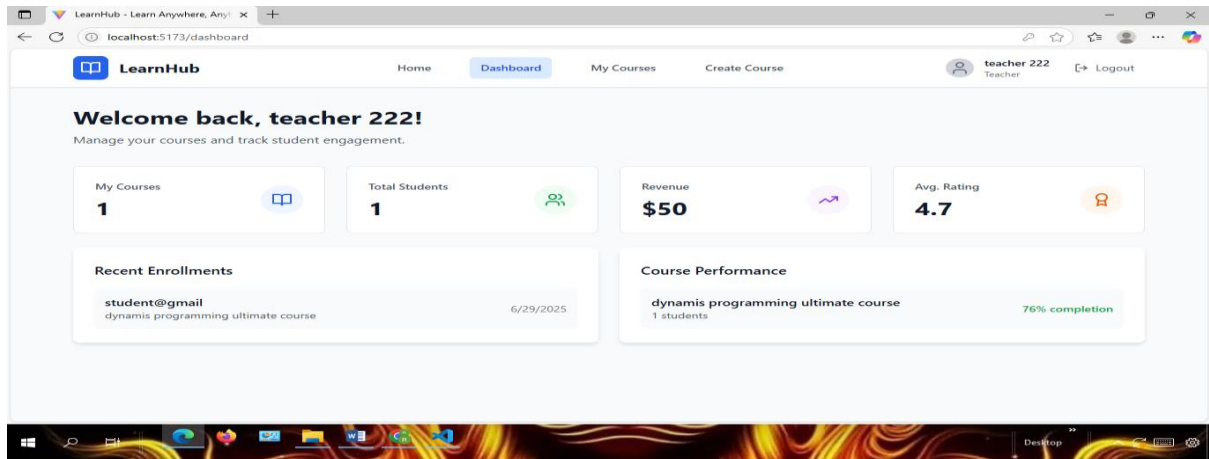 LearnHub - Learn Anywhere, Any
localhost:5173/dashboard
LearnHub
Home
Dashboard
My Courses
Create Course
teacher 222
Teacher
Logout
Welcome back, teacher 222!
Manage your courses and track student engagement.
My Courses
1
Total Students
1
Revenue
$50
Avg. Rating
4.7
Recent Enrollments
student@gmail
dynamis programming ultimate course
6/29/2025
Course Performance
dynamis programming ultimate course
1 students
76% completion
Desktop